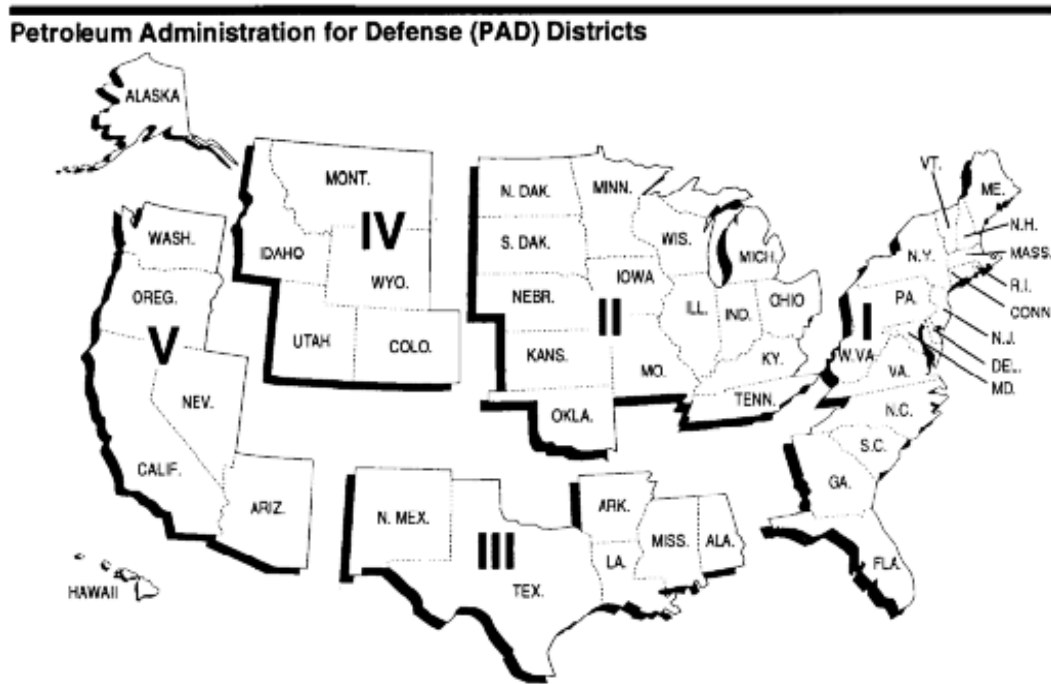 Petroleum Administration for Defense (PAD) Districts
ALASKA
MONT.
IV
IDAHO
WYO.
UTAH
COLO.
WASH.
OREG.
V
NEV.
CALIF.
ARIZ.
HAWAII
N. DAK.
MINN.
S. DAK.
WIS.
MICH.
NEBR.
IOWA
II
ILL.
IND.
OHIO
KANS.
MO.
KY.
OKLA.
TENN.
N. MEX.
III
TEX.
ARK.
LA.
MISS.
ALA.
VT.
ME.
N.H.
MASS.
N.Y.
R.I.
CONN
PA.
I
N.J.
W.VA
DEL.
VA.
MD.
N.C.
S.C.
GA.
FLA.